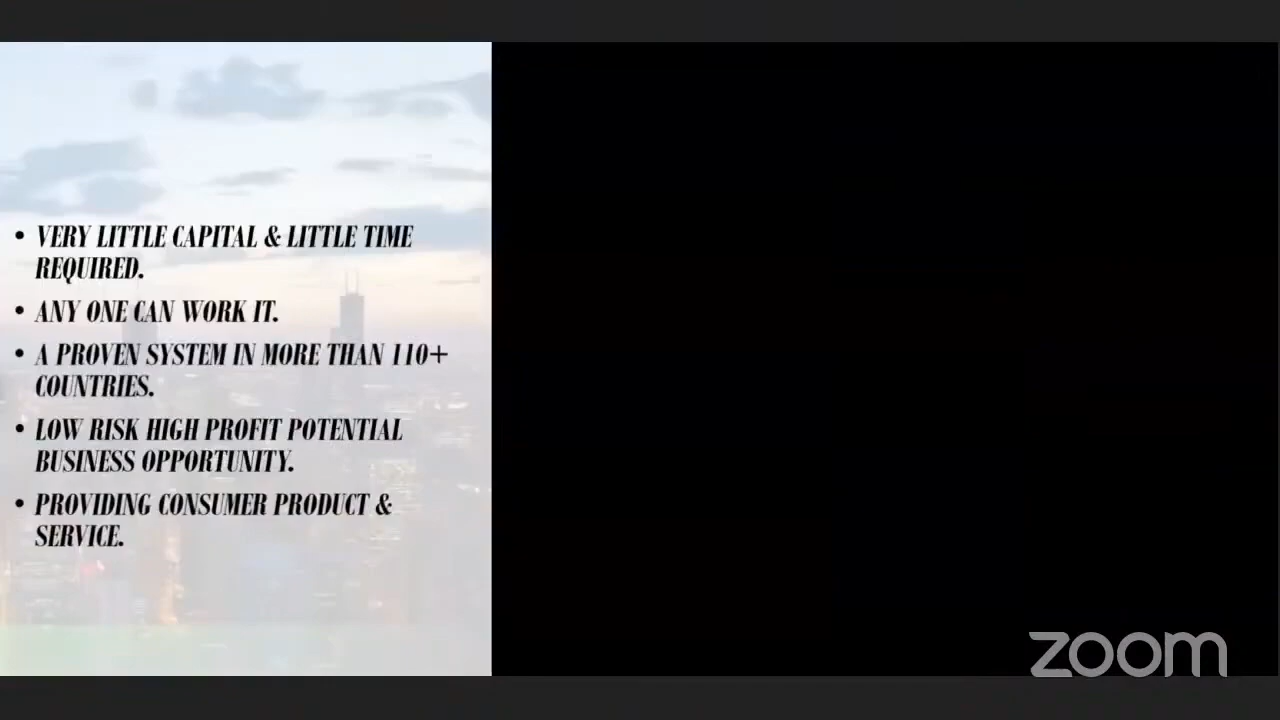 • VERY LITTLE CAPITAL & LITTLE TIME
REQUIRED.
• ANY ONE CAN WORK IT.
• A PROVEN SYSTEM IN MORE THAN 110+
COUNTRIES.
• LOW RISK HIGH PROFIT POTENTIAL
BUSINESS OPPORTUNITY.
• PROVIDING CONSUMER PRODUCT &
SERVICE.
zoom